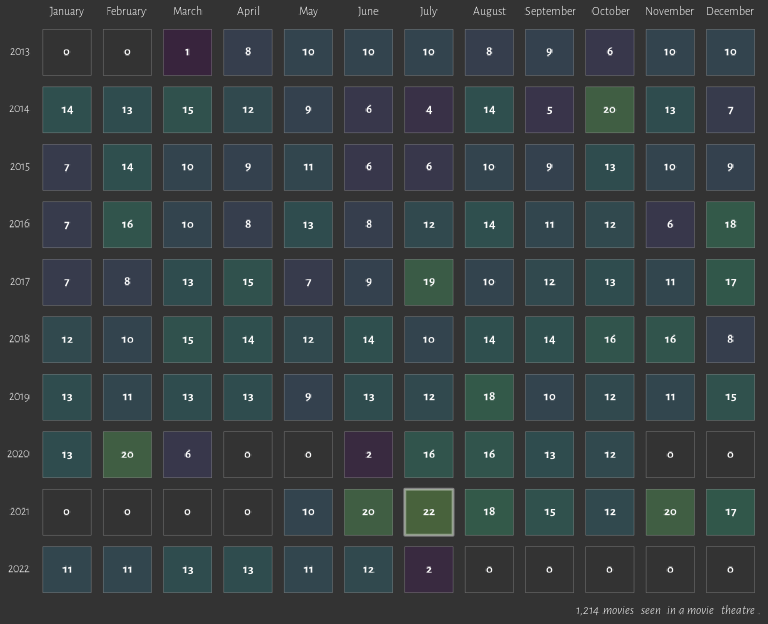 January February March April May June July August September October November December
2013 0 0 1 8 10 10 10 8 9 6 10 10
2014 14 13 15 12 9 6 4 14 5 20 13 7
2015 7 14 10 9 11 6 6 10 9 13 10 9
2016 7 16 10 8 13 8 12 14 11 12 6 18
2017 7 8 13 15 7 9 19 10 12 13 11 17
2018 12 10 15 14 12 14 10 14 14 16 16 8
2019 13 11 13 13 9 13 12 18 10 12 11 15
2020 13 20 6 0 0 2 16 16 13 12 0 0
2021 0 0 0 0 10 20 22 18 15 12 20 17
2022 11 11 13 13 11 12 2 0 0 0 0 0
1,214 movies seen in a movie theatre .